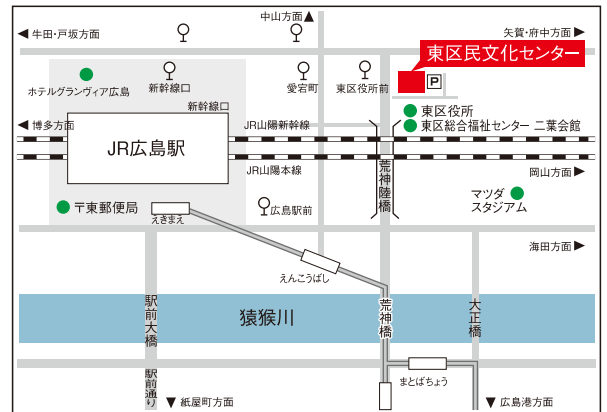 中山方面▲
◀牛田・戸坂方面
矢賀・府中方面▶
東区民文化センター
P
ホテルグランヴィア広島
新幹線口
愛宕町
東区役所前
新幹線口
東区役所
東区総合福祉センター 二葉会館
◀博多方面
JR山陽新幹線
JR広島駅
荒神陸橋
JR山陽本線
岡山方面▶
マツダ
スタジアム
〒東郵便局
えきまえ
広島駅前
海田方面▶
えんこうばし
駅前大橋
猿猴川
荒神橋
大正橋
まとばちょう
駅前通り
▼紙屋町方面
▼広島港方面